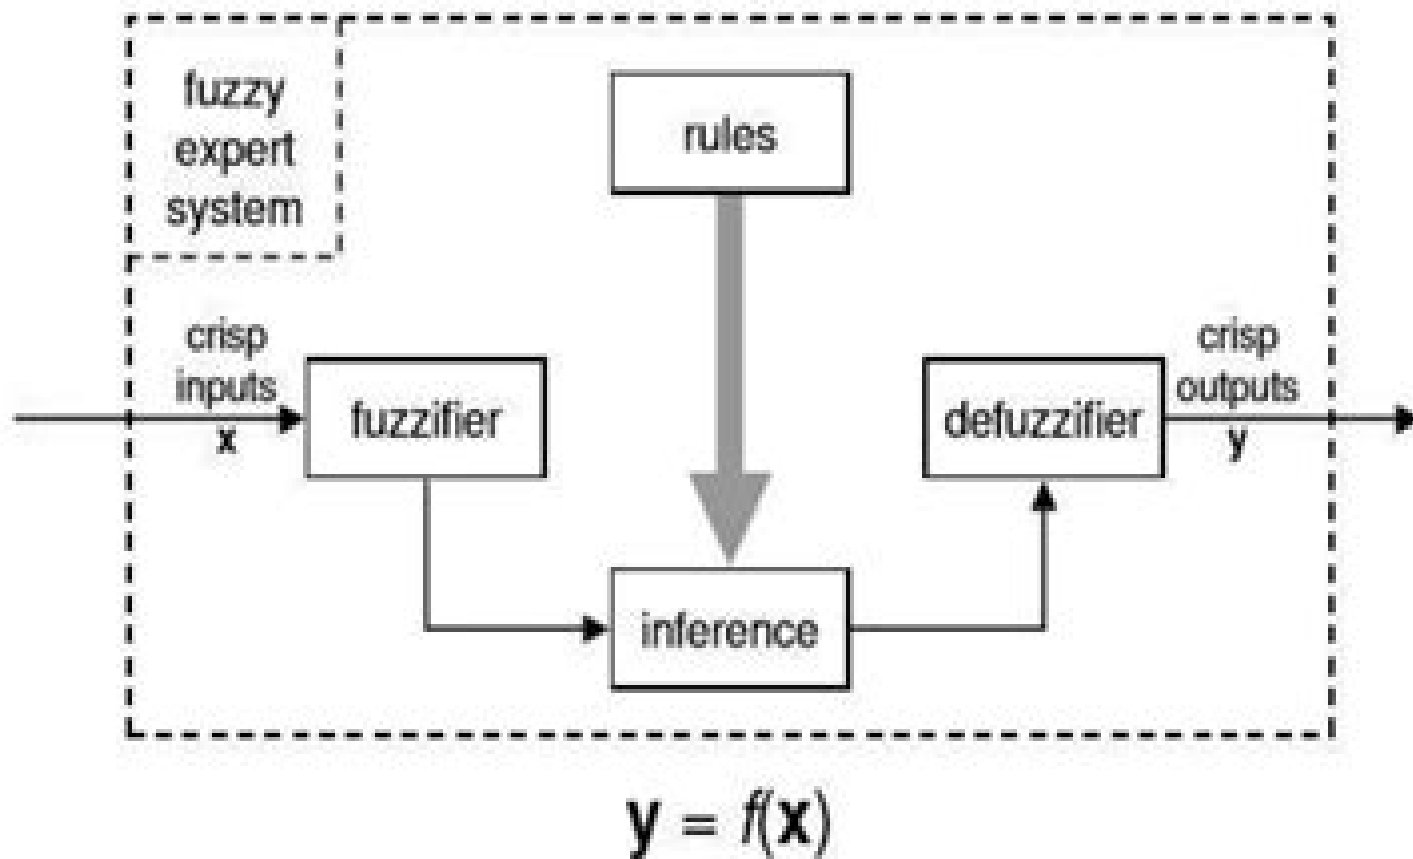 fuzzy
expert
system
rules
crisp
inputs
x
fuzzifier
defuzzifier
crisp
outputs
y
inference
y = f(x)